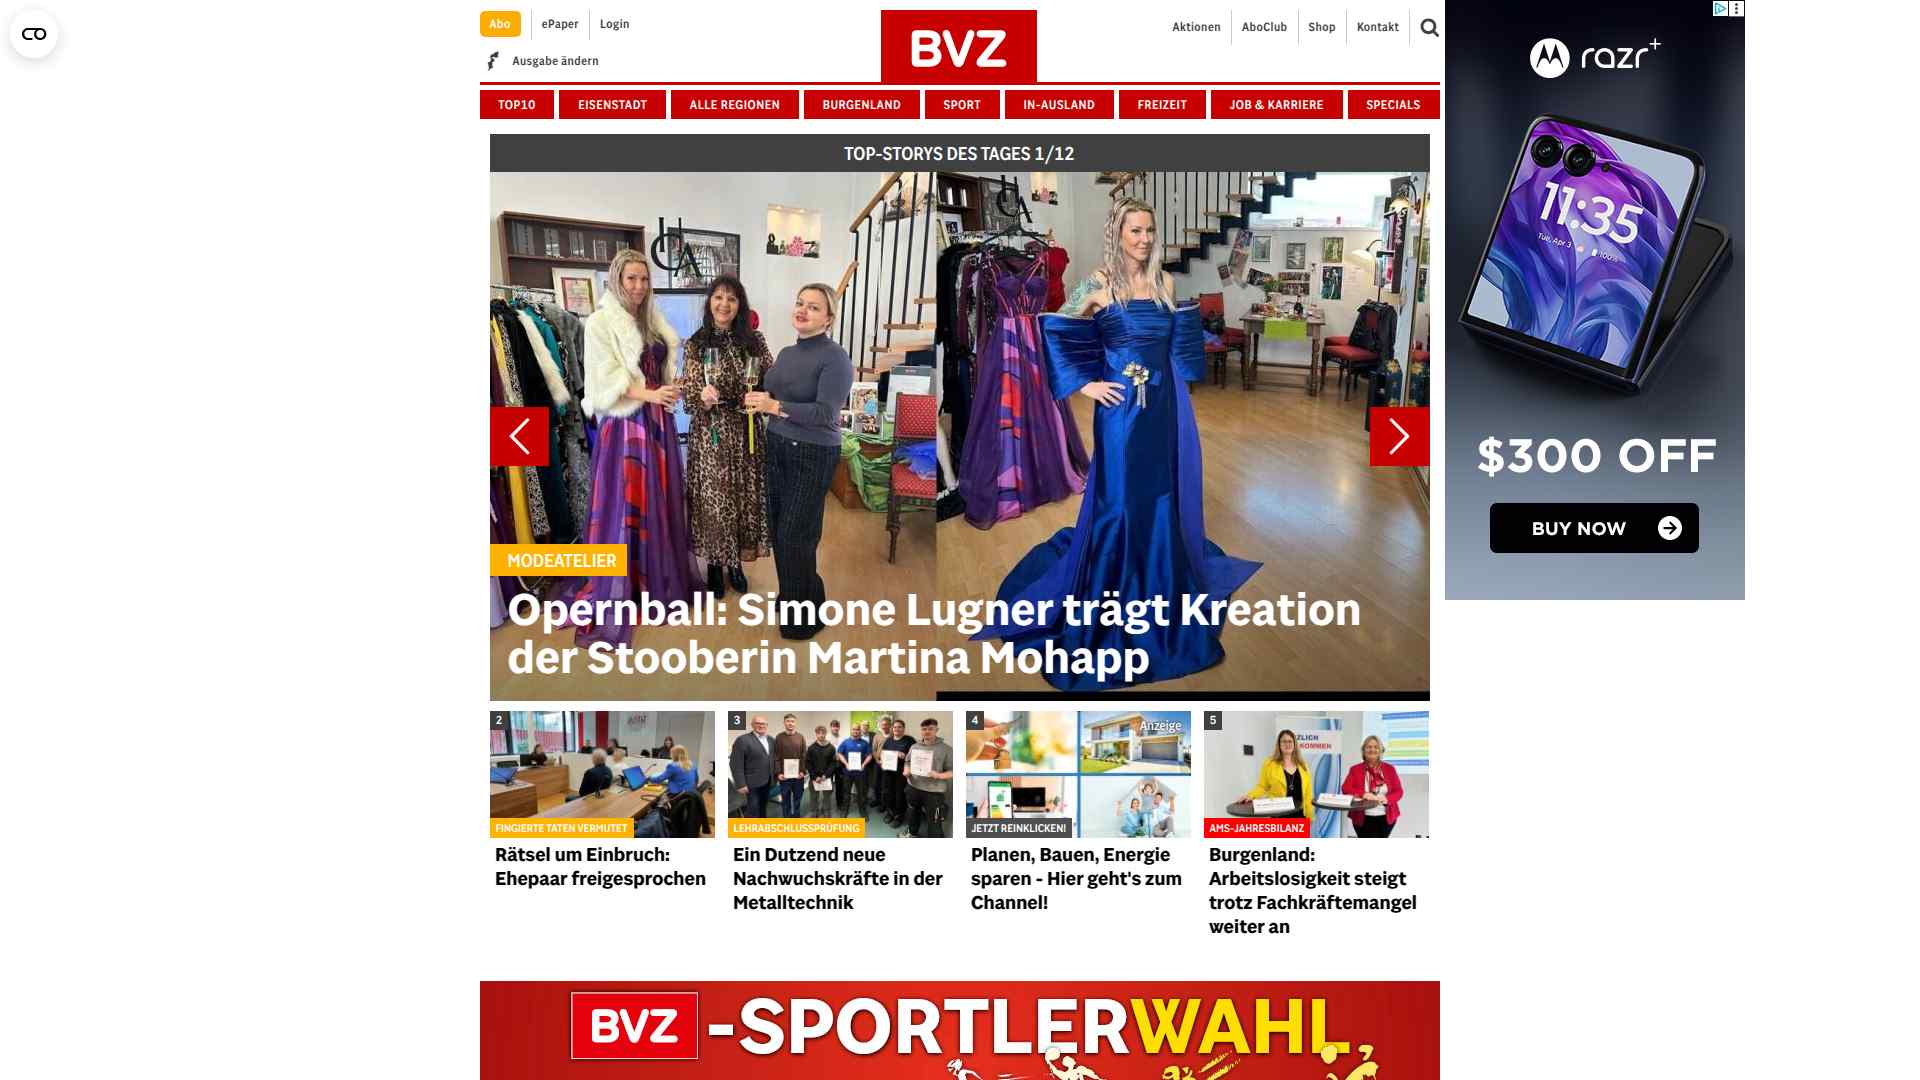 Abo
ePaper
Login
Ausgabe ändern
BVZ
Aktionen
AboClub
Shop
Kontakt
TOP10
EISENSTADT
ALLE REGIONEN
BURGENLAND
SPORT
IN-AUSLAND
FREIZEIT
JOB & KARRIERE
SPECIALS
TOP-STORYS DES TAGES 1/12
MODEATELIER
Opernball: Simone Lugner trägt Kreation
der Stooberin Martina Mohapp
2
FINGIERTE TATEN VERMUTET
Rätsel um Einbruch:
Ehepaar freigesprochen
3
LEHRABSCHLUSSPRÜFUNG
Ein Dutzend neue
Nachwuchskräfte in der
Metalltechnik
4
Anzeige
JETZT REINKLICKEN!
Planen, Bauen, Energie
sparen - Hier geht's zum
Channel!
5
AMS-JAHRESBILANZ
Burgenland:
Arbeitslosigkeit steigt
trotz Fachkräftemangel
weiter an
BVZ-SPORTLERWAHL
razr+
11:35
Tue, Apr 3
100%
$300 OFF
BUY NOW